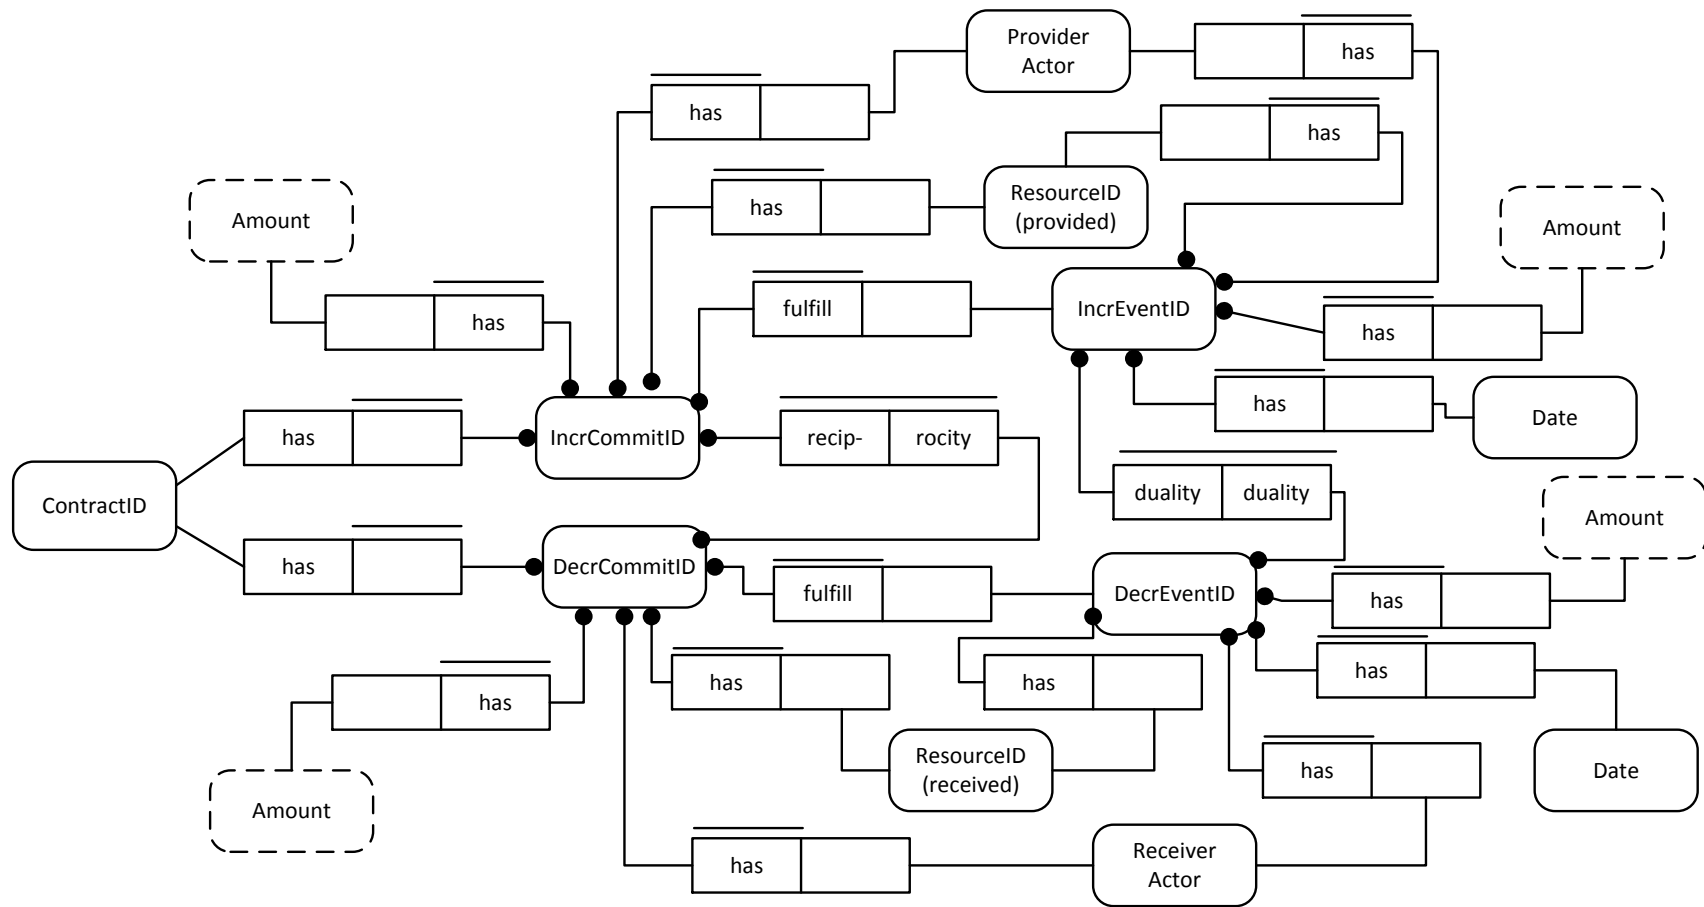 Provider
Actor
has
has
has
ResourceID
(provided)
has
Amount
Amount
has
fulfill
IncrEventID
has
has
Date
has
IncrCommitID
recip-
rocity
ContractID
duality
duality
Amount
has
DecrCommitID
fulfill
DecrEventID
has
has
has
has
has
ResourceID
(received)
has
Date
Amount
has
Receiver
Actor